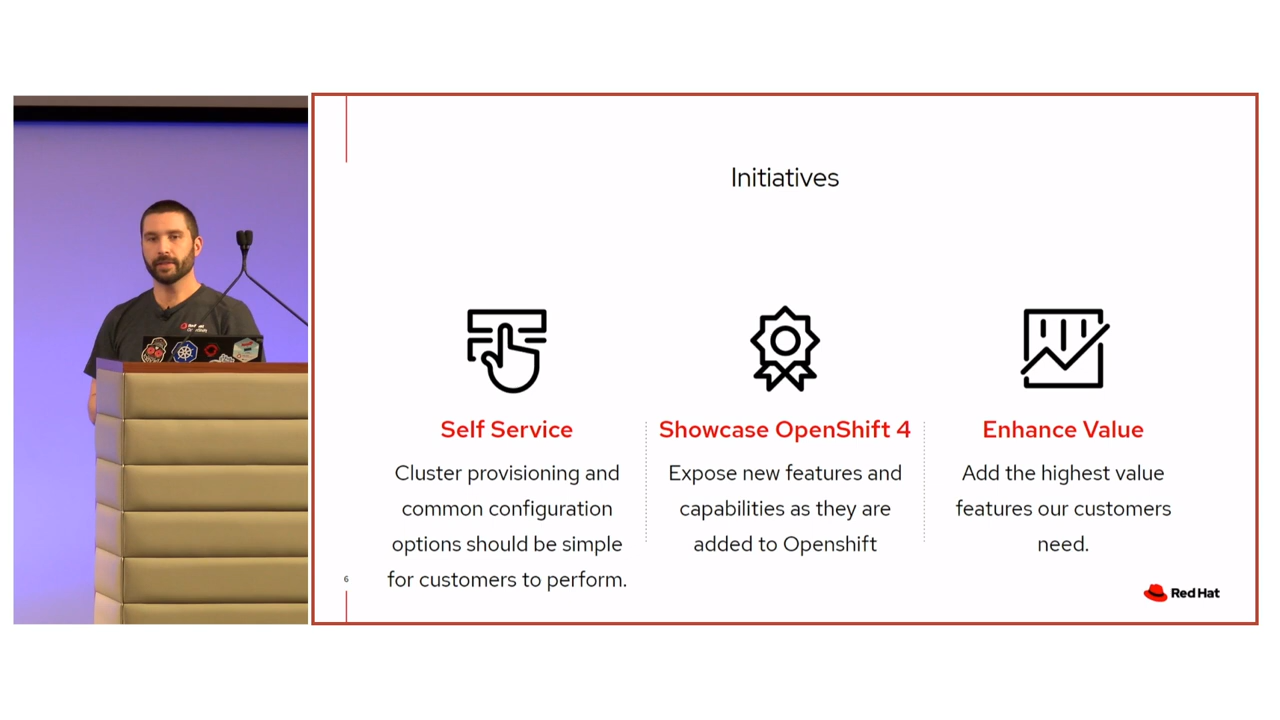 Initiatives
Self Service
Cluster provisioning and
common configuration
options should be simple
for customers to perform.
Showcase OpenShift 4
Expose new features and
capabilities as they are
added to Openshift
Enhance Value
Add the highest value
features our customers
need.
6
Red Hat